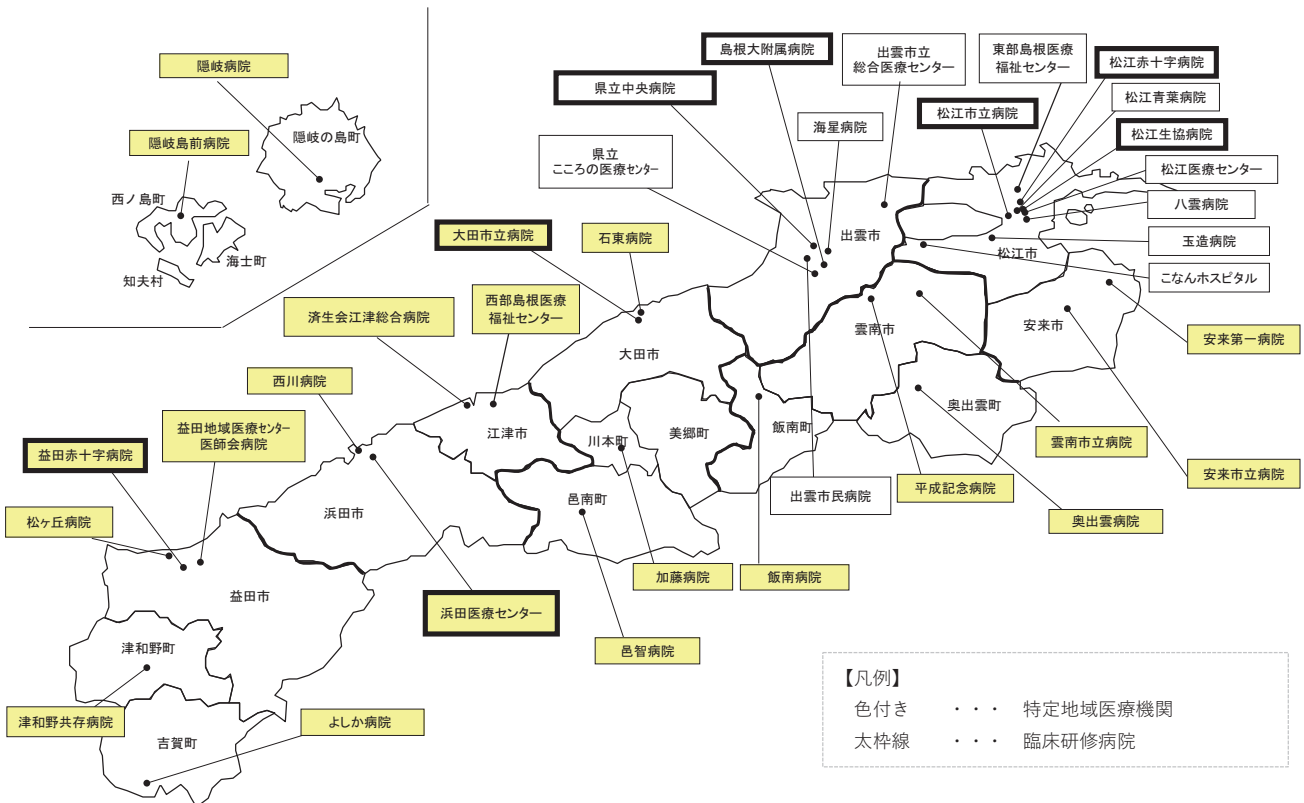 隠岐病院
隠岐の島町
隠岐島前病院
西ノ島町
海士町
知夫村
島根大附属病院
出雲市立
総合医療センター
東部島根医療
福祉センター
松江赤十字病院
県立中央病院
松江青葉病院
松江市立病院
海星病院
松江生協病院
県立
こころの医療センター
松江医療センター
八雲病院
大田市立病院
石東病院
出雲市
松江市
玉造病院
こなんホスピタル
済生会江津総合病院
西部島根医療
福祉センター
雲南市
安来市
安来第一病院
大田市
西川病院
奥出雲町
益田地域医療センター
医師会病院
江津市
川本町
美郷町
飯南町
雲南市立病院
益田赤十字病院
安来市立病院
出雲市民病院
平成記念病院
邑南町
浜田市
松ヶ丘病院
奥出雲病院
加藤病院
飯南病院
益田市
浜田医療センター
邑智病院
津和野町
津和野共存病院
よしか病院
吉賀町
【凡例】
色付き ・・・ 特定地域医療機関
太枠線 ・・・ 臨床研修病院